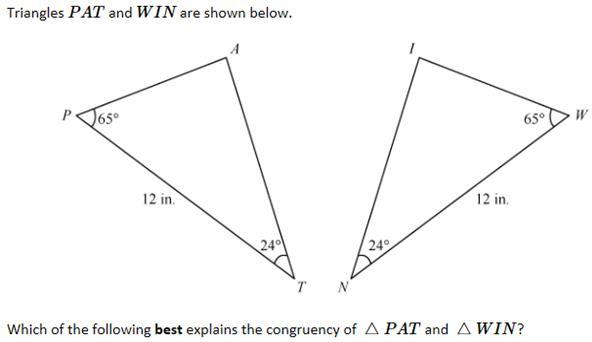 Triangles PAT and WIN are shown below.
A
I
P
65°
65°
W
12 in.
12 in.
24°
24°
T
N
Which of the following best explains the congruency of △ PAT and △ WIN?